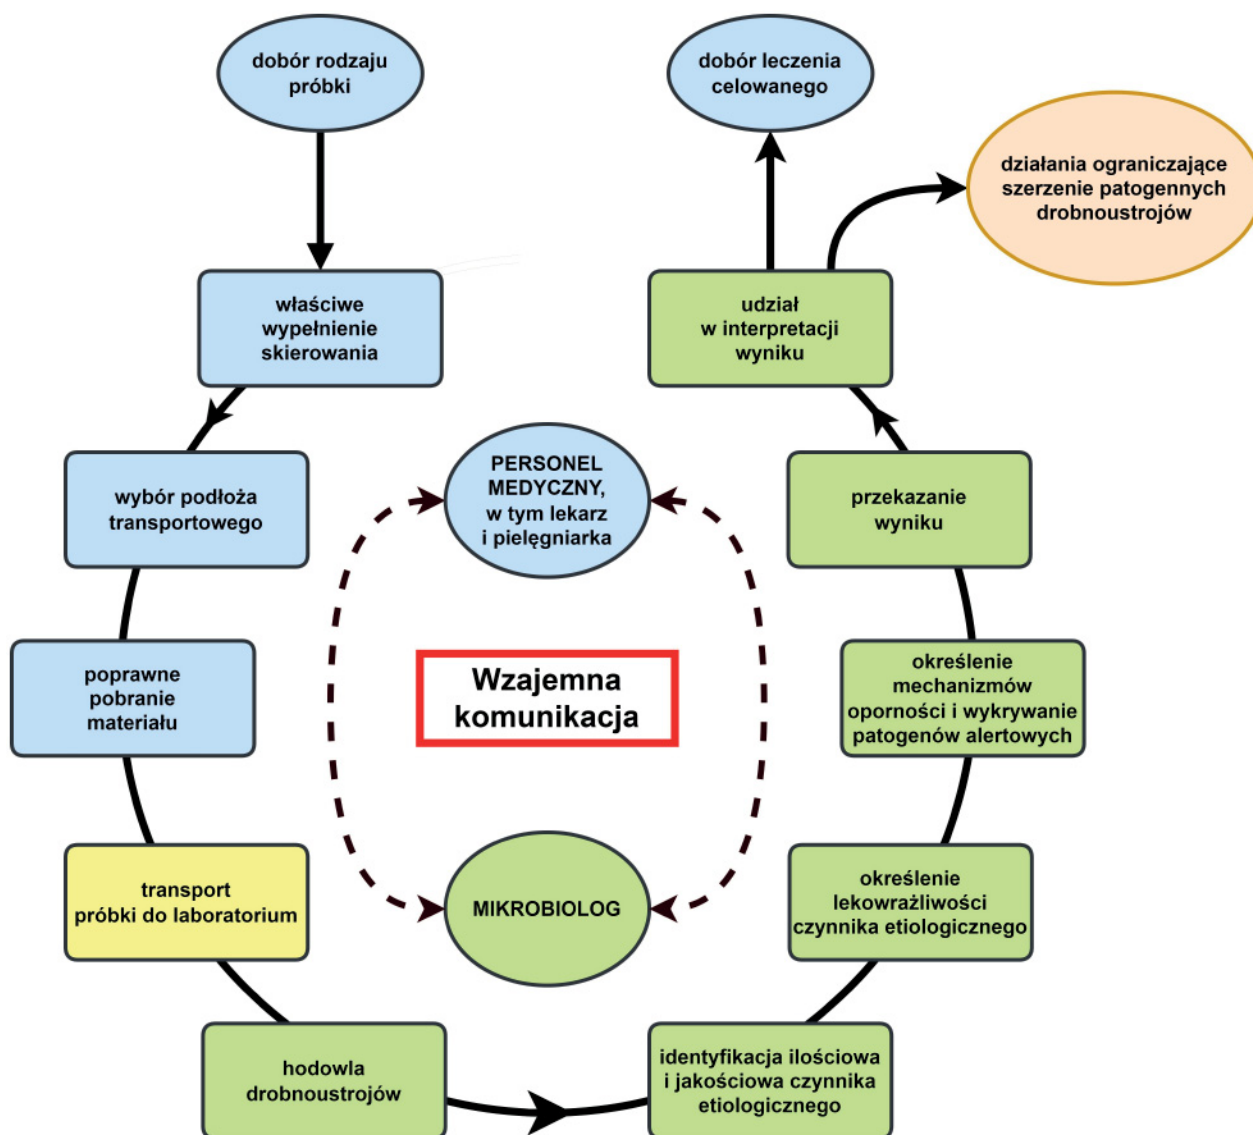 dobór rodzaju
próbki
dobór leczenia
celowanego
działania ograniczające
szerzenie patogennych
drobnoustrojów
właściwe
wypełnienie
skierowania
udział
w interpretacji
wyniku
wybór podłoża
transportowego
PERSONEL
MEDYCZNY,
w tym lekarz
i pielęgniarka
przekazanie
wyniku
poprawne
pobranie
materiału
Wzajemna
komunikacja
określenie
mechanizmów
oporności i wykrywanie
patogenów alertowych
transport
próbki do laboratorium
MIKROBIOLOG
określenie
lekowrażliwości
czynnika etiologicznego
hodowla
drobnoustrojów
identyfikacja ilościowa
i jakościowa czynnika
etiologicznego